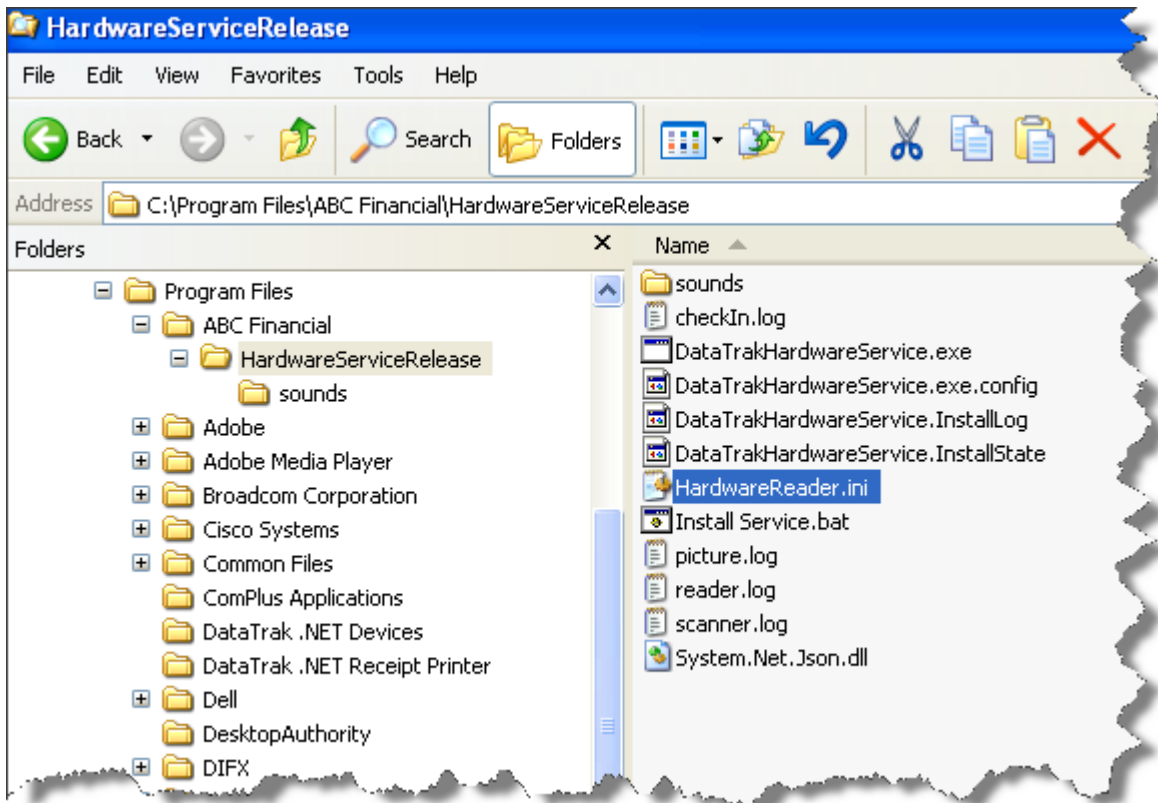 HardwareServiceRelease
File Edit View Favorites Tools Help
Back Search Folders
Address C:\Program Files\ABC Financial\HardwareServiceRelease
Folders
Program Files
ABC Financial
HardwareServiceRelease
sounds
Adobe
Adobe Media Player
Broadcom Corporation
Cisco Systems
Common Files
ComPlus Applications
DataTrak .NET Devices
DataTrak .NET Receipt Printer
Dell
DesktopAuthority
DIFX
Name
sounds
checkIn.log
DataTrakHardwareService.exe
DataTrakHardwareService.exe.config
DataTrakHardwareService.InstallLog
DataTrakHardwareService.InstallState
HardwareReader.ini
Install Service.bat
picture.log
reader.log
scanner.log
System.Net.Json.dll